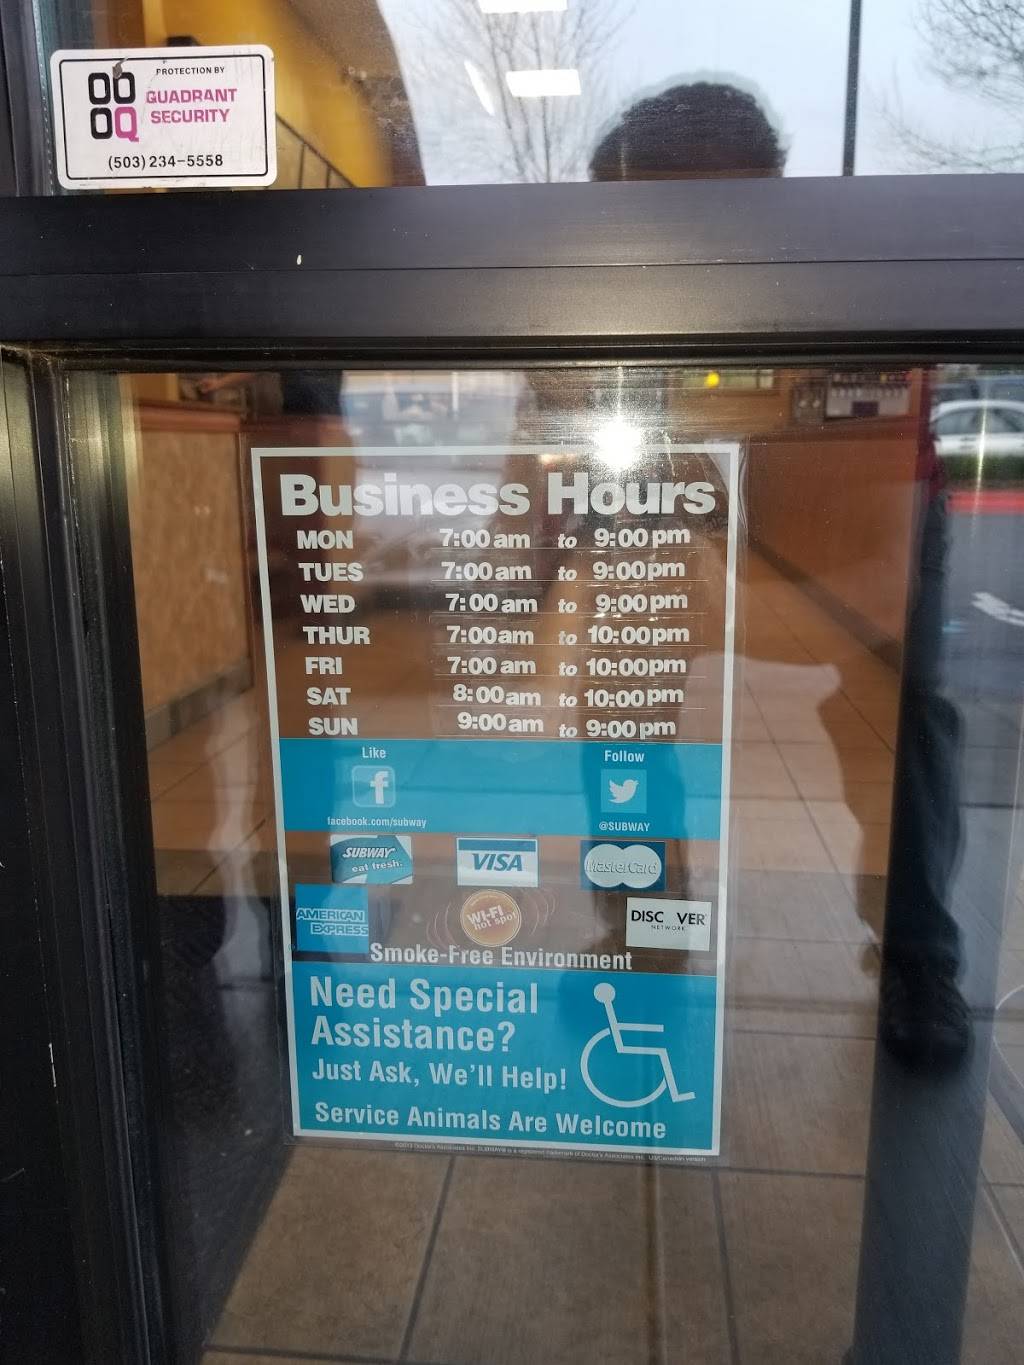 PROTECTION BY
QUADRANT
SECURITY
(503) 234-5558
Business Hours
MON 7:00 am to 9:00 pm
TUES 7:00 am to 9:00 pm
WED 7:00 am to 9:00 pm
THUR 7:00 am to 10:00 pm
FRI 7:00 am to 10:00 pm
SAT 8:00 am to 10:00 pm
SUN 9:00 am to 9:00 pm
Like Follow
facebook.com/subway @SUBWAY
SUBWAY
eat fresh.
VISA
MasterCard
AMERICAN
EXPRESS
WI-FI
hot spot
DISC VER
NETWORK
Smoke-Free Environment
Need Special
Assistance?
Just Ask, We'll Help!
Service Animals Are Welcome